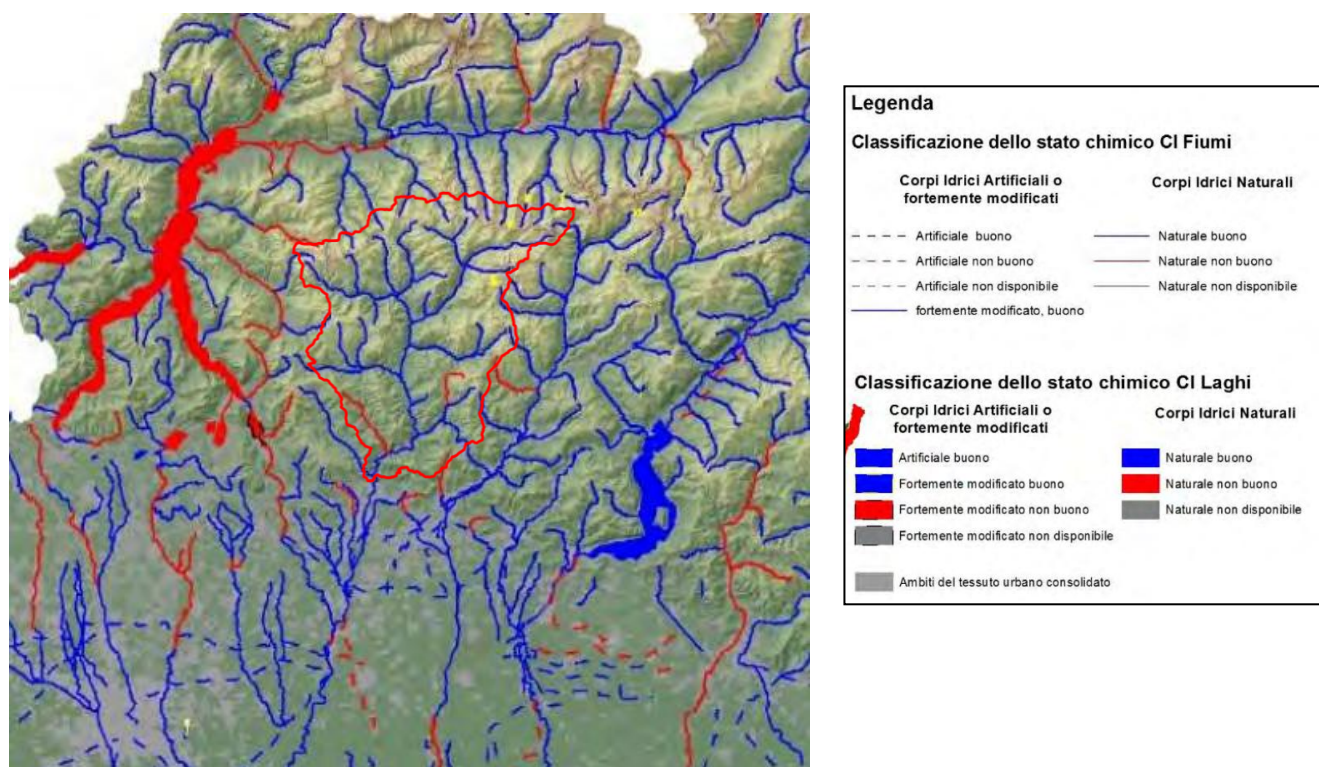 Legenda
Classificazione dello stato chimico CI Fiumi
Corpi Idrici Artificiali o
fortemente modificati
Artificiale buono
Artificiale non buono
Artificiale non disponibile
fortemente modificato, buono
Corpi Idrici Naturali
Naturale buono
Naturale non buono
Naturale non disponibile
Classificazione dello stato chimico CI Laghi
Corpi Idrici Artificiali o
fortemente modificati
Artificiale buono
Fortemente modificato buono
Fortemente modificato non buono
Fortemente modificato non disponibile
Ambiti del tessuto urbano consolidato
Corpi Idrici Naturali
Naturale buono
Naturale non buono
Naturale non disponibile